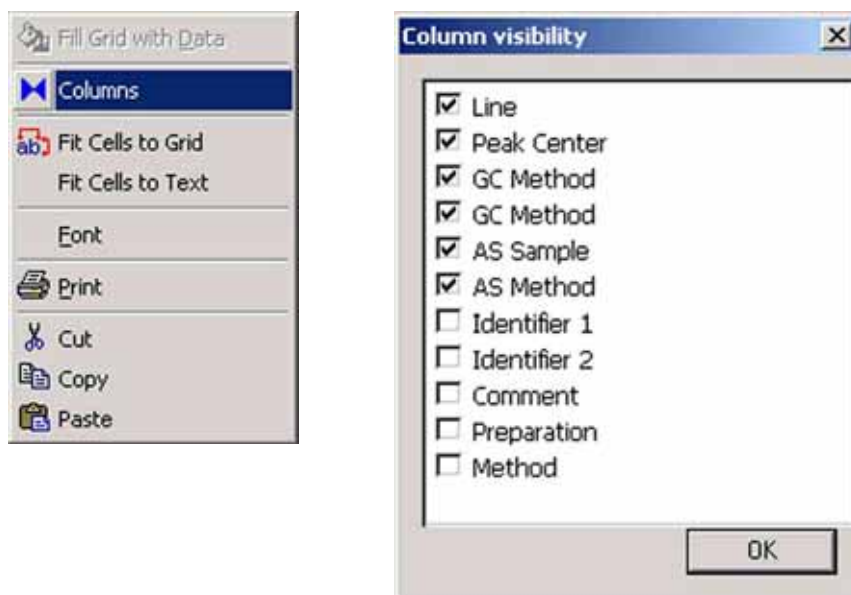 Fill Grid with Data
Columns
ab
Fit Cells to Grid
Fit Cells to Text
Font
Print
Cut
Copy
Paste
Column visibility
Line
Peak Center
GC Method
GC Method
AS Sample
AS Method
Identifier 1
Identifier 2
Comment
Preparation
Method
OK